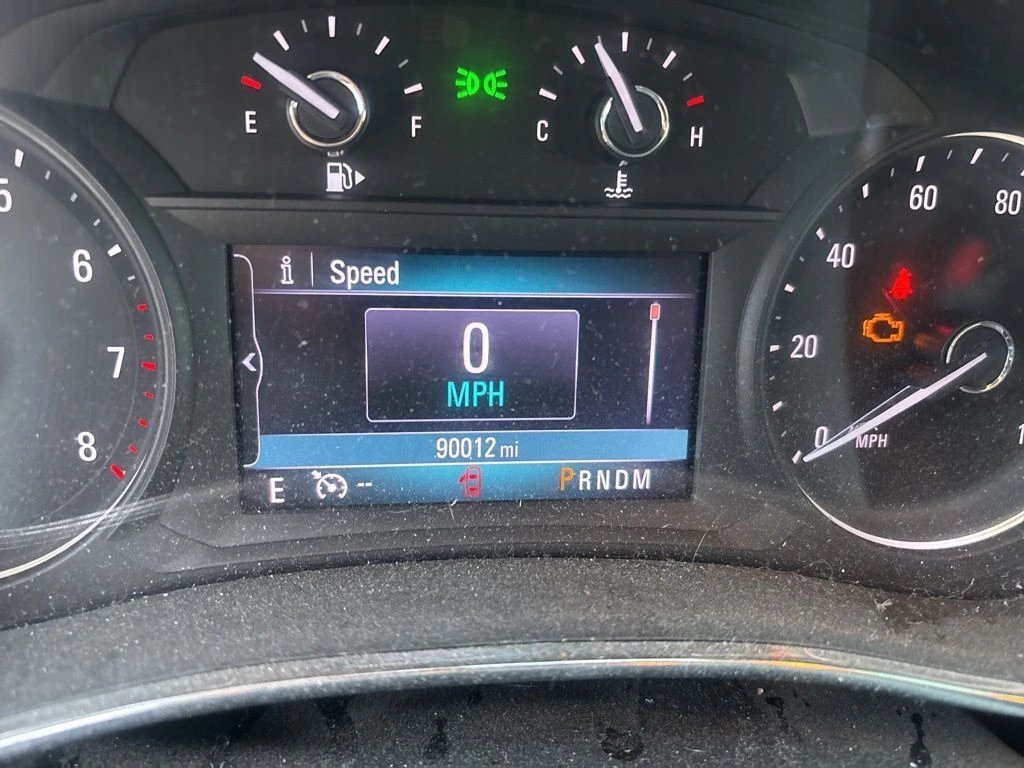 E F C H
5
6
7
8
Speed
0
MPH
90012 mi
E -- PRNDM
0 20 40 60 80
MPH